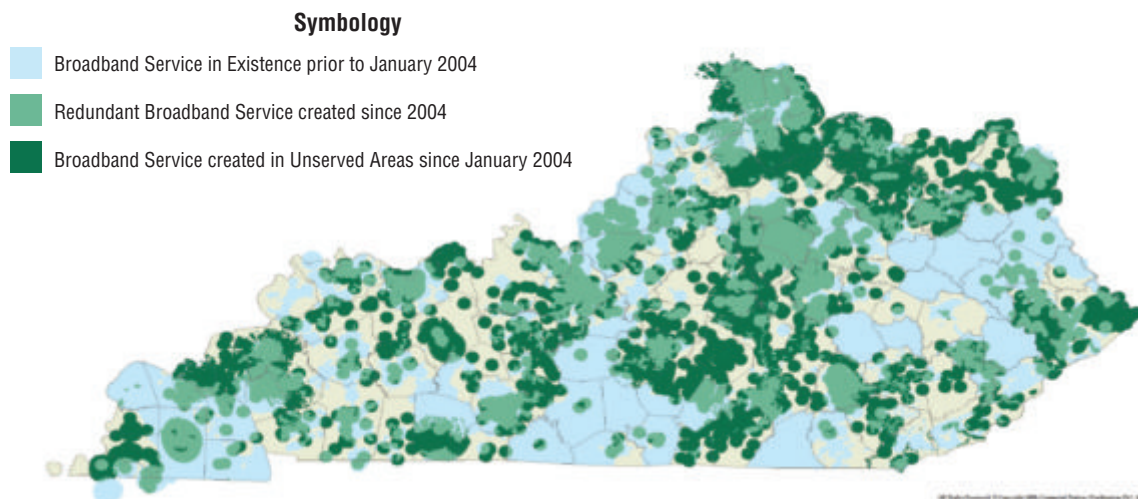 Symbology
Broadband Service in Existence prior to January 2004
Redundant Broadband Service created since 2004
Broadband Service created in Unserved Areas since January 2004